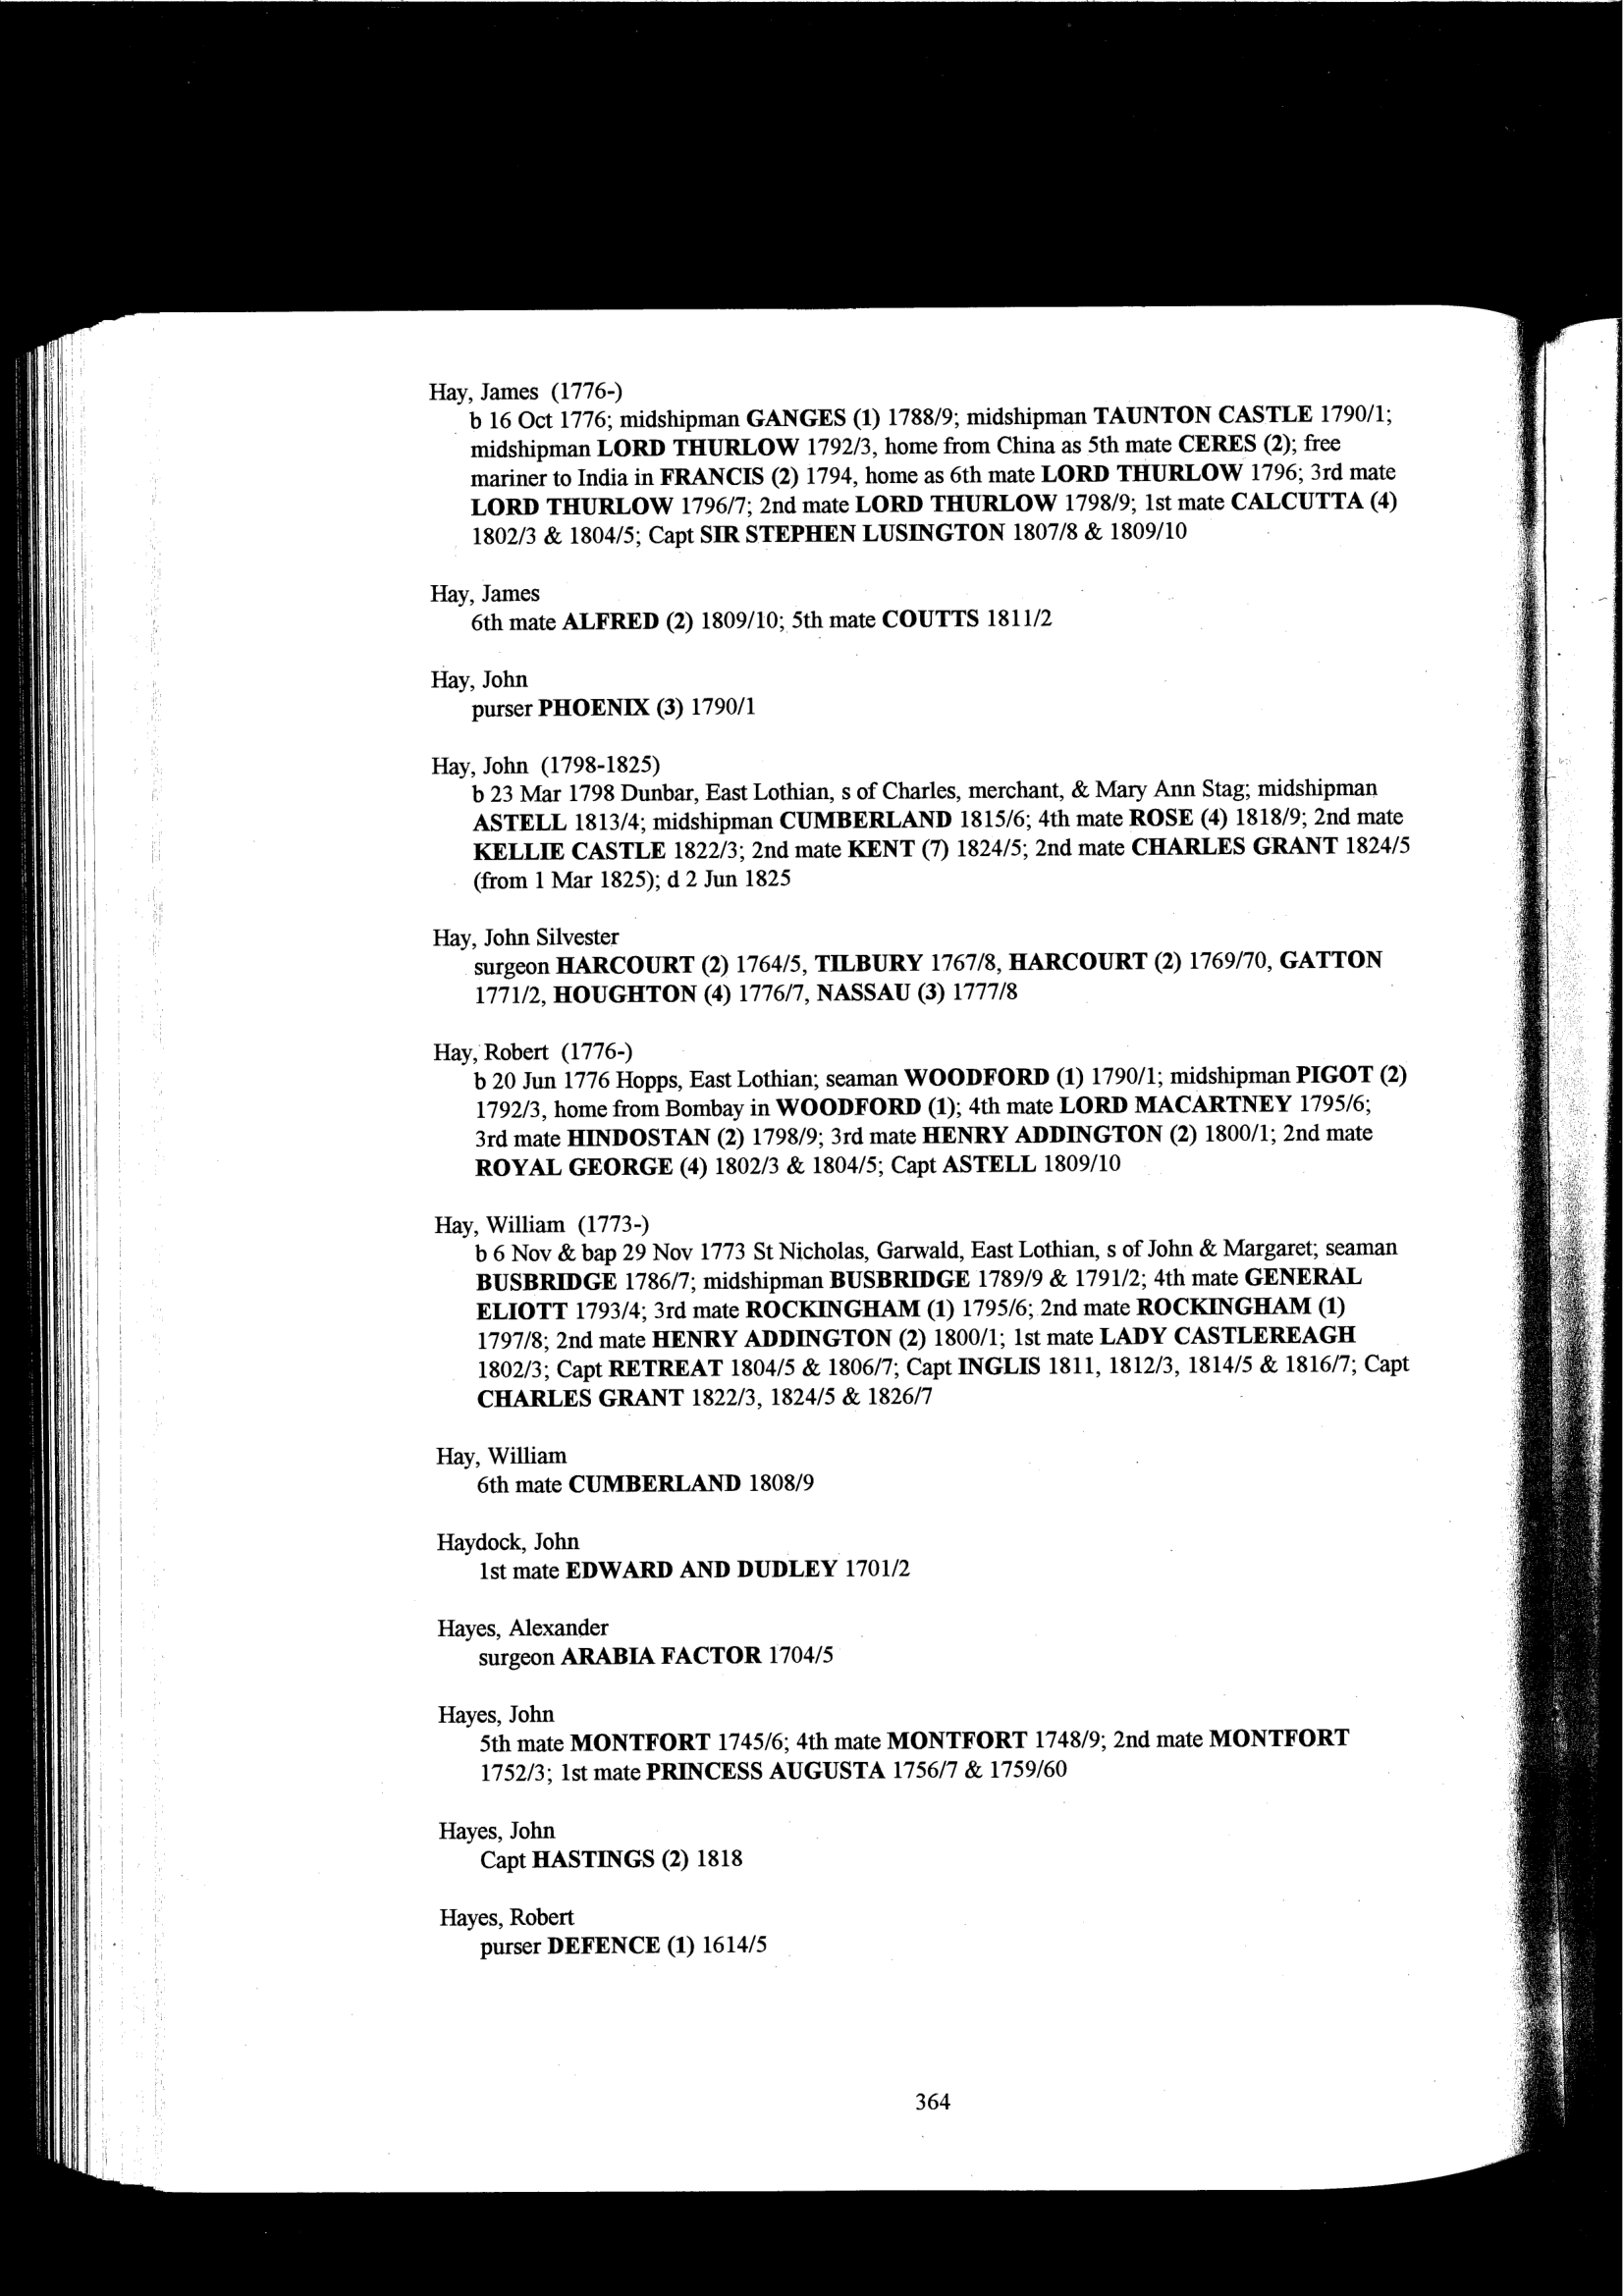 Hay, James (1776-)
b 16 Oct 1776; midshipman GANGES (1) 1788/9; midshipman TAUNTON CASTLE 1790/1;
midshipman LORD THURLOW 1792/3, home from China as 5th mate CERES (2); free
mariner to India in FRANCIS (2) 1794, home as 6th mate LORD THURLOW 1796; 3rd mate
LORD THURLOW 1796/7; 2nd mate LORD THURLOW 1798/9; 1st mate CALCUTTA (4)
1802/3 & 1804/5; Capt SIR STEPHEN LUSINGTON 1807/8 & 1809/10
Hay, James
6th mate ALFRED (2) 1809/10; 5th mate COUTTS 1811/2
Hay, John
purser PHOENIX (3) 1790/1
Hay, John (1798-1825)
b 23 Mar 1798 Dunbar, East Lothian, s of Charles, merchant, & Mary Ann Stag; midshipman
ASTELL 1813/4; midshipman CUMBERLAND 1815/6; 4th mate ROSE (4) 1818/9; 2nd mate
KELLIE CASTLE 1822/3; 2nd mate KENT (7) 1824/5; 2nd mate CHARLES GRANT 1824/5
(from 1 Mar 1825); d 2 Jun 1825
Hay, John Silvester
surgeon HARCOURT (2) 1764/5, TILBURY 1767/8, HARCOURT (2) 1769/70, GATTON
1771/2, HOUGHTON (4) 1776/7, NASSAU (3) 1777/8
Hay, Robert (1776-)
b 20 Jun 1776 Hopps, East Lothian; seaman WOODFORD (1) 1790/1; midshipman PIGOT (2)
1792/3, home from Bombay in WOODFORD (1); 4th mate LORD MACARTNEY 1795/6;
3rd mate HINDOSTAN (2) 1798/9; 3rd mate HENRY ADDINGTON (2) 1800/1; 2nd mate
ROYAL GEORGE (4) 1802/3 & 1804/5; Capt ASTELL 1809/10
Hay, William (1773-)
b 6 Nov & bap 29 Nov 1773 St Nicholas, Garwald, East Lothian, s of John & Margaret; seaman
BUSBRIDGE 1786/7; midshipman BUSBRIDGE 1789/9 & 1791/2; 4th mate GENERAL
ELIOTT 1793/4; 3rd mate ROCKINGHAM (1) 1795/6; 2nd mate ROCKINGHAM (1)
1797/8; 2nd mate HENRY ADDINGTON (2) 1800/1; 1st mate LADY CASTLEREAGH
1802/3; Capt RETREAT 1804/5 & 1806/7; Capt INGLIS 1811, 1812/3, 1814/5 & 1816/7; Capt
CHARLES GRANT 1822/3, 1824/5 & 1826/7
Hay, William
6th mate CUMBERLAND 1808/9
Haydock, John
1st mate EDWARD AND DUDLEY 1701/2
Hayes, Alexander
surgeon ARABIA FACTOR 1704/5
Hayes, John
5th mate MONTFORT 1745/6; 4th mate MONTFORT 1748/9; 2nd mate MONTFORT
1752/3; 1st mate PRINCESS AUGUSTA 1756/7 & 1759/60
Hayes, John
Capt HASTINGS (2) 1818
Hayes, Robert
purser DEFENCE (1) 1614/5
364